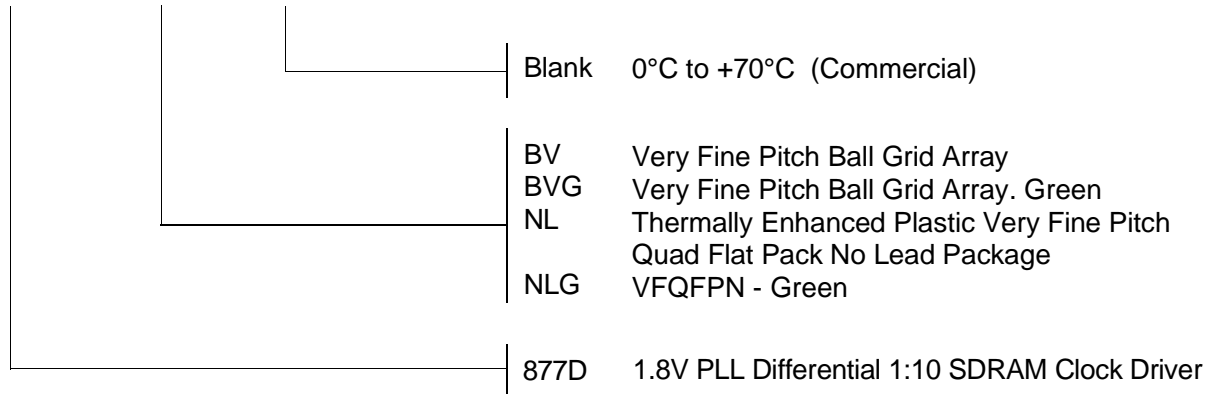 Blank 0°C to +70°C (Commercial)
BV Very Fine Pitch Ball Grid Array
BVG Very Fine Pitch Ball Grid Array. Green
NL Thermally Enhanced Plastic Very Fine Pitch
Quad Flat Pack No Lead Package
NLG VFQFPN - Green
877D 1.8V PLL Differential 1:10 SDRAM Clock Driver